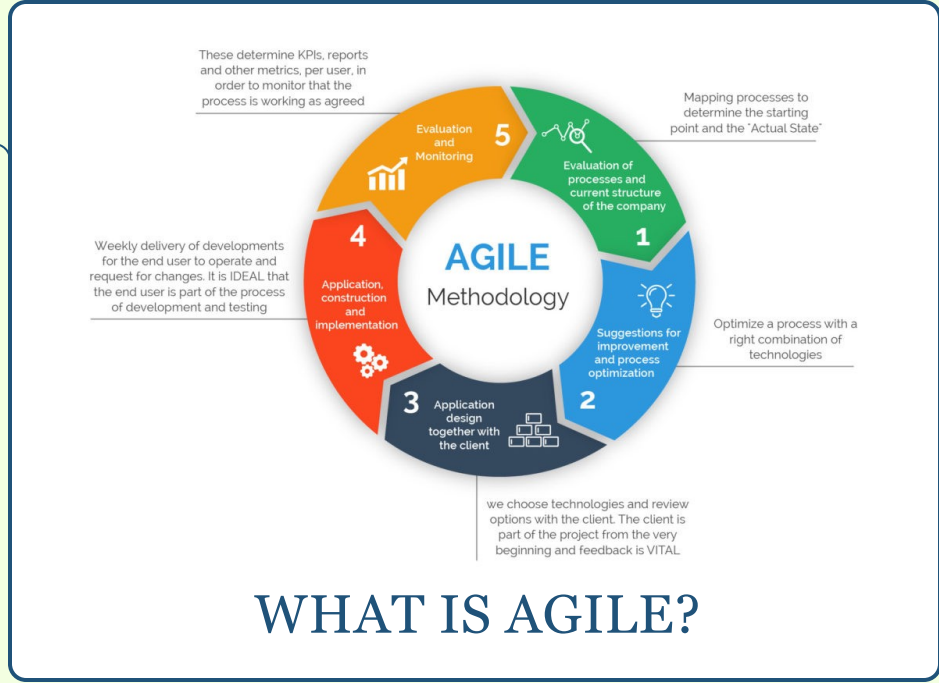 These determine KPIs, reports
and other metrics, per user, in
order to monitor that the
process is working as agreed
Evaluation
and
Monitoring
5
Mapping processes to
determine the starting
point and the "Actual State"
Evaluation of
processes and
current structure
of the company
1
Weekly delivery of developments
for the end user to operate and
request for changes. It is IDEAL that
the end user is part of the process
of development and testing
4
Application,
construction
and
implementation
AGILE
Methodology
Suggestions for
improvement
and process
optimization
2
Optimize a process with a
right combination of
technologies
3
Application
design
together with
the client
we choose technologies and review
options with the client. The client is
part of the project from the very
beginning and feedback is VITAL
WHAT IS AGILE?